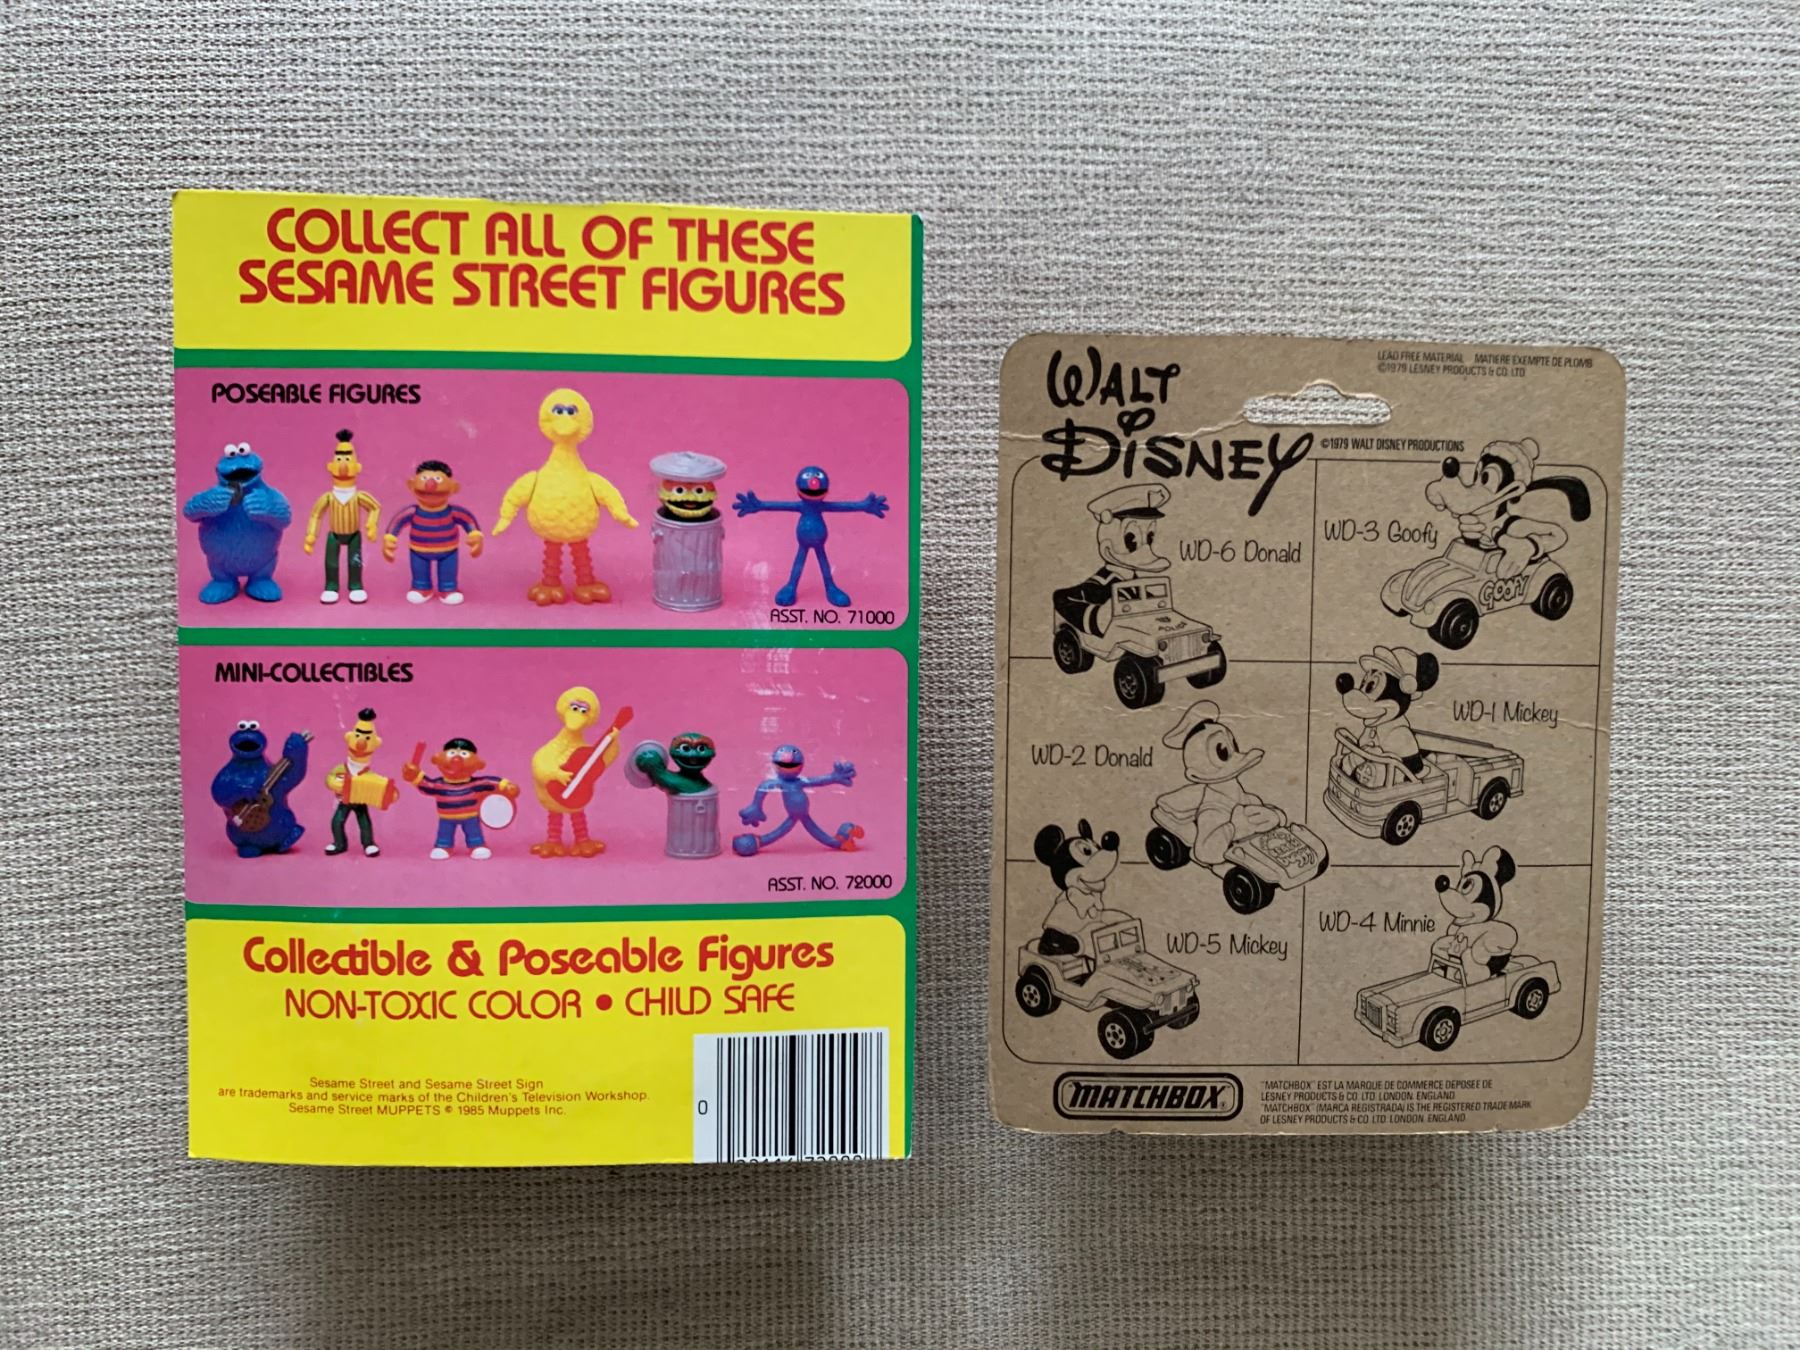 COLLECT ALL OF THESE
SESAME STREET FIGURES
POSEABLE FIGURES
ASST. NO. 71000
MINI-COLLECTIBLES
ASST. NO. 72000
Collectible & Poseable Figures
NON-TOXIC COLOR • CHILD SAFE
Sesame Street and Sesame Street Sign
are trademarks and service marks of the Children's Television Workshop.
Sesame Street MUPPETS © 1985 Muppets Inc.
0
WALT
DISNEY
LEAD FREE MATERIAL MATIERE EXEMPTE DE PLOMB
©1979 LESNEY PRODUCTS & CO. LTD
©1979 WALT DISNEY PRODUCTIONS
WD-6 Donald
POLICE
WD-3 Goofy
GOOFY
WD-2 Donald
WD-1 Mickey
WD-5 Mickey
WD-4 Minnie
MATCHBOX
"MATCHBOX" EST LA MARQUE DE COMMERCE DEPOSEE DE
LESNEY PRODUCTS & CO. LTD. LONDON. ENGLAND
"MATCHBOX" (MARCA REGISTRADA) IS THE REGISTERED TRADE MARK
OF LESNEY PRODUCTS & CO. LTD. LONDON. ENGLAND